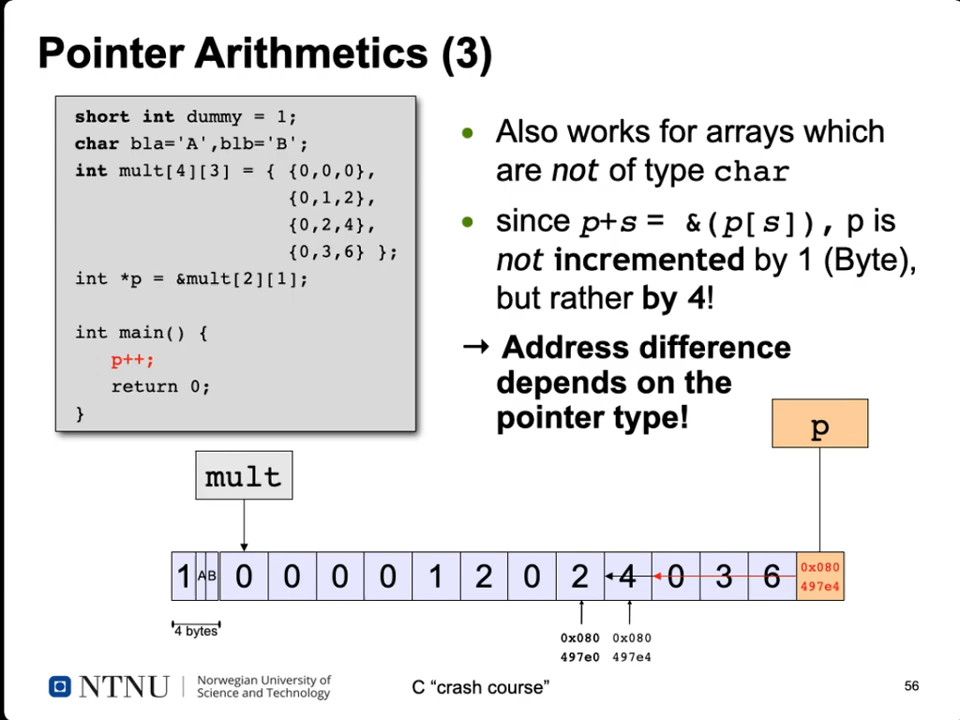 Pointer Arithmetics (3)
short int dummy = 1;
char bla='A',blb='B';
int mult[4][3] = { {0,0,0},
{0,1,2},
{0,2,4},
{0,3,6} };
int *p = &mult[2][1];
int main() {
p++;
return 0;
}
• Also works for arrays which
are not of type char
• since p+s = &(p[s]), p is
not incremented by 1 (Byte),
but rather by 4!
→ Address difference
depends on the
pointer type!
p
mult
1 A B 0 0 0 0 1 2 0 2 4 0 3 6 0x080
497e4
4 bytes
0x080 0x080
497e0 497e4
NTNU
Norwegian University of
Science and Technology
C “crash course”
56